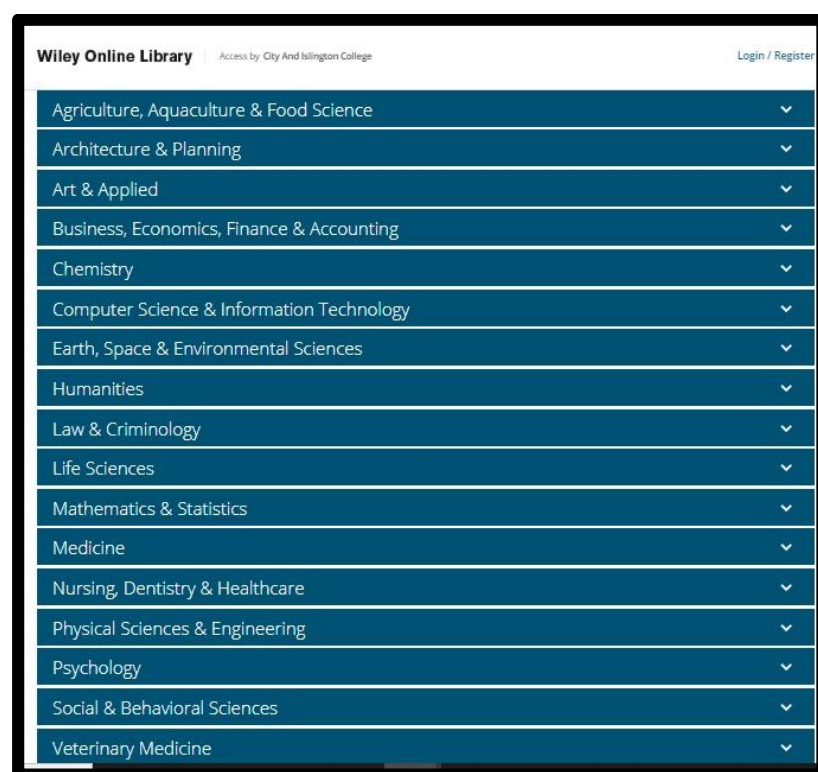 Wiley Online Library Access by City And Islington College Login / Register
Agriculture, Aquaculture & Food Science
Architecture & Planning
Art & Applied
Business, Economics, Finance & Accounting
Chemistry
Computer Science & Information Technology
Earth, Space & Environmental Sciences
Humanities
Law & Criminology
Life Sciences
Mathematics & Statistics
Medicine
Nursing, Dentistry & Healthcare
Physical Sciences & Engineering
Psychology
Social & Behavioral Sciences
Veterinary Medicine